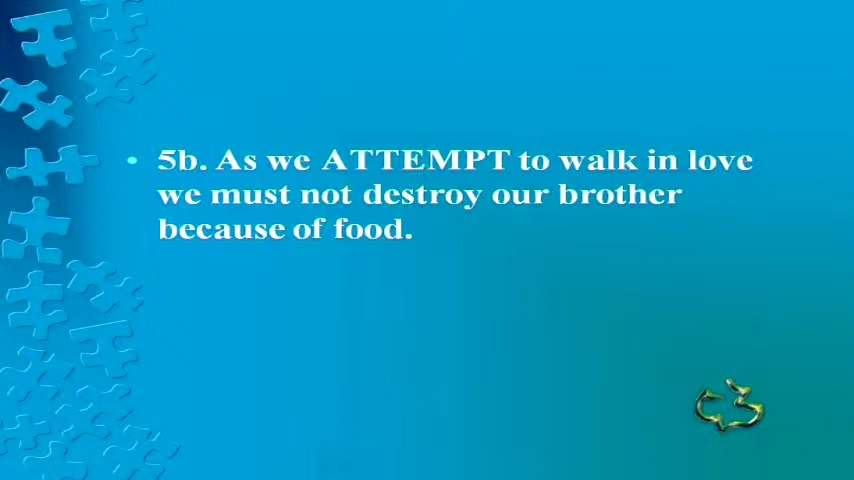 • 5b. As we ATTEMPT to walk in love
we must not destroy our brother
because of food.